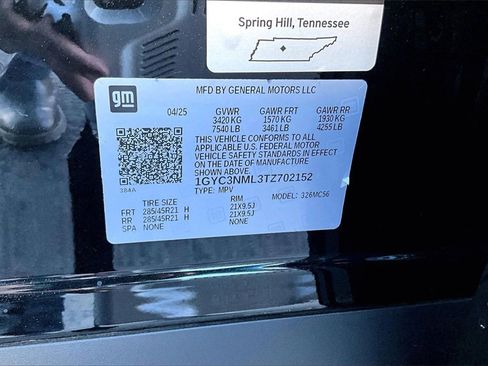 Spring Hill, Tennessee
gm
MFD BY GENERAL MOTORS LLC
04/25 GVWR GAWR FRT GAWR RR
3420 KG 1570 KG 1930 KG
7540 LB 3461 LB 4255 LB
THIS VEHICLE CONFORMS TO ALL
APPLICABLE U.S. FEDERAL MOTOR
VEHICLE SAFETY STANDARDS IN EFFECT
ON THE DATE OF MANUFACTURE
SHOWN ABOVE.
1GYC3NML3TZ702152
384A TYPE: MPV MODEL: 326MC56
TIRE SIZE RIM
FRT 285/45R21 H 21X9.5J
RR 285/45R21 H 21X9.5J
SPA NONE NONE